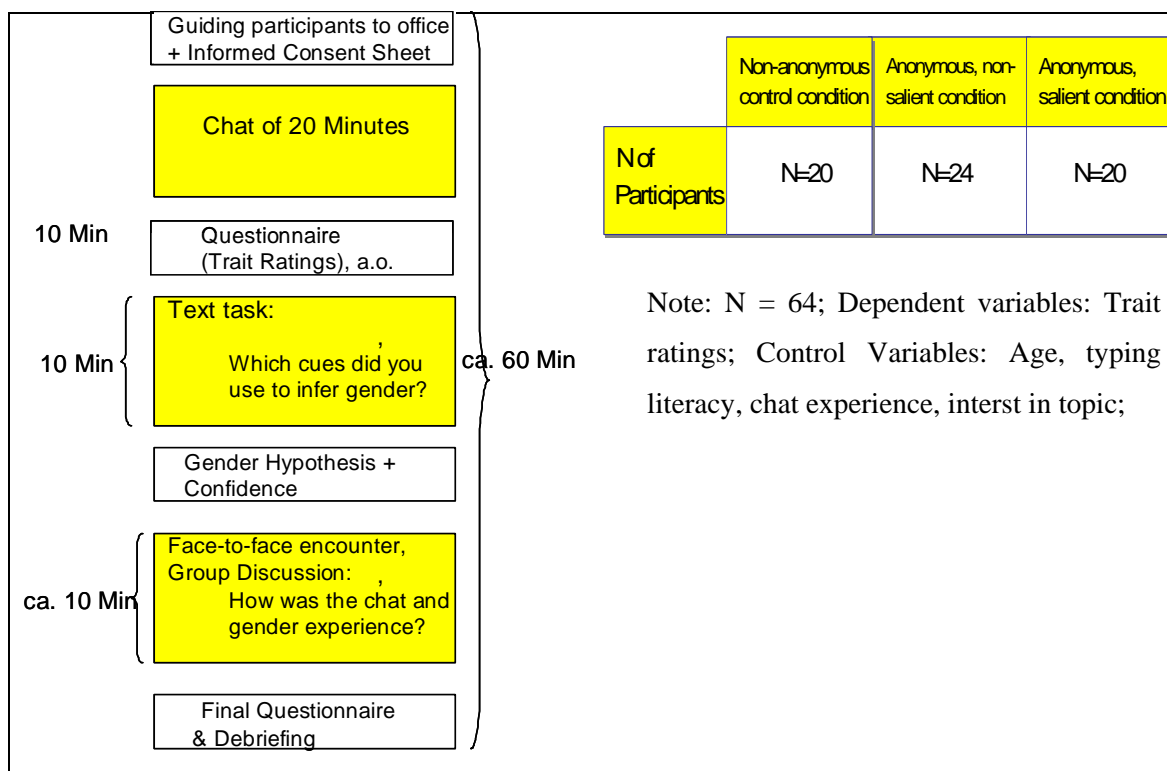 Guiding participants to office
+ Informed Consent Sheet
Chat of 20 Minutes
10 Min
Questionnaire
(Trait Ratings), a.o.
10 Min
Text task:
,
Which cues did you
use to infer gender?
ca. 60 Min
Gender Hypothesis +
Confidence
ca. 10 Min
Face-to-face encounter,
Group Discussion:
,
How was the chat and
gender experience?
Final Questionnaire
& Debriefing
Non-anonymous
control condition
Anonymous, non-
salient condition
Anonymous,
salient condition
N of
Participants
N=20
N=24
N=20
Note: N = 64; Dependent variables: Trait
ratings; Control Variables: Age, typing
literacy, chat experience, interst in topic;